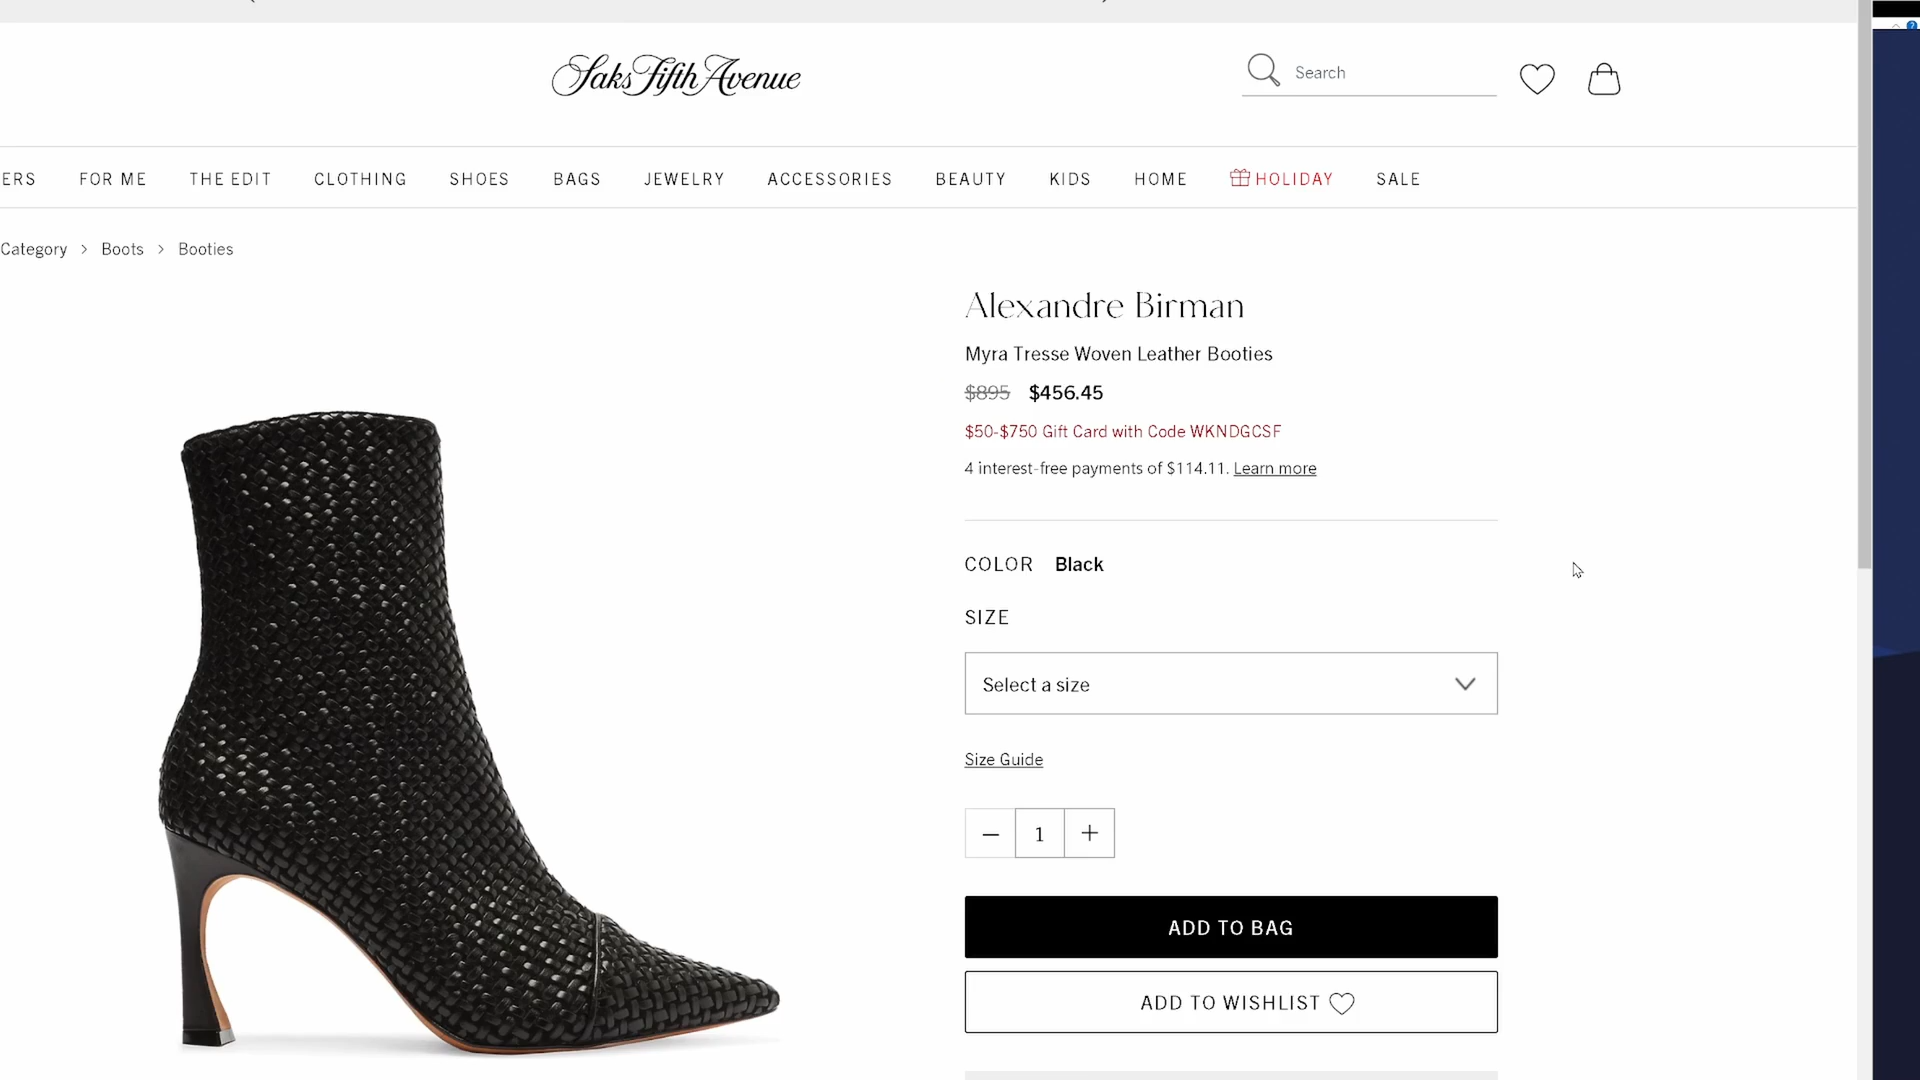 Saks Fifth Avenue
Search
ERS FOR ME THE EDIT CLOTHING SHOES BAGS JEWELRY ACCESSORIES BEAUTY KIDS HOME HOLIDAY SALE
Category > Boots > Booties
Alexandre Birman
Myra Tresse Woven Leather Booties
$895 $456.45
$50-$750 Gift Card with Code WKNDGCSF
4 interest-free payments of $114.11. Learn more
COLOR Black
SIZE
Select a size
Size Guide
— 1 +
ADD TO BAG
ADD TO WISHLIST